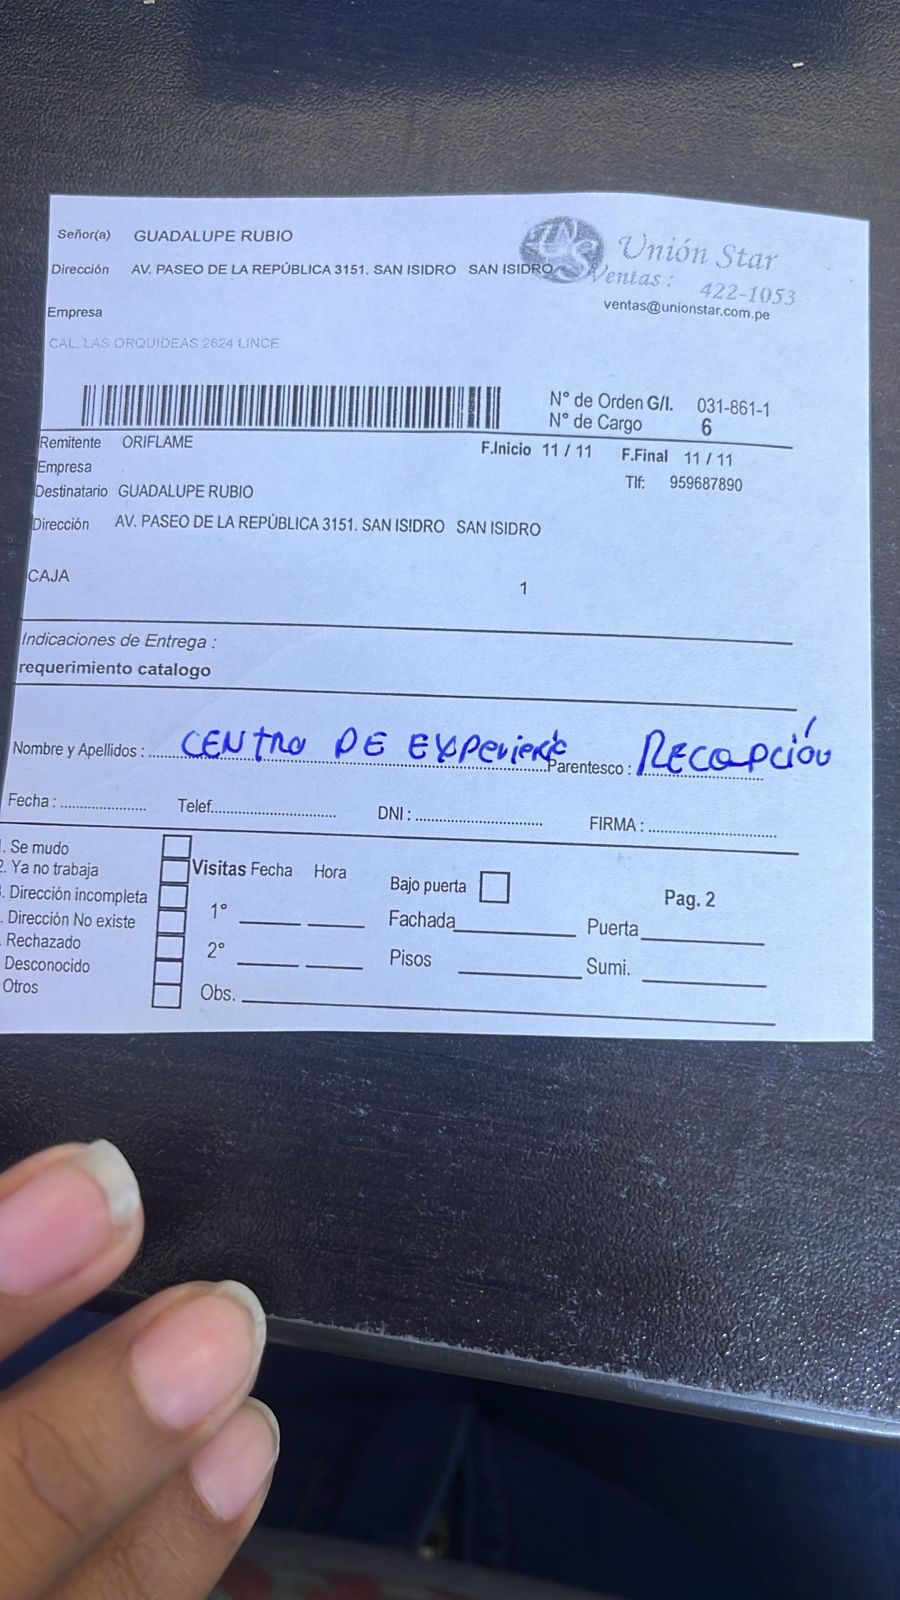 Señor(a) GUADALUPE RUBIO
Dirección AV. PASEO DE LA REPÚBLICA 3151. SAN ISIDRO SAN ISIDRO
Unión Star
Ventas : 422-1053
ventas@unionstar.com.pe
Empresa
CAL. LAS ORQUIDEAS 2624 LINCE
N° de Orden G/I. 031-861-1
N° de Cargo 6
Remitente ORIFLAME
F.Inicio 11 / 11 F.Final 11 / 11
Empresa
Tlf: 959687890
Destinatario GUADALUPE RUBIO
Dirección AV. PASEO DE LA REPÚBLICA 3151. SAN ISIDRO SAN ISIDRO
CAJA 1
Indicaciones de Entrega :
requerimiento catalogo
Nombre y Apellidos : CENtro DE Experiencia Parentesco : RECEPCIÓN
Fecha : Telef. DNI : FIRMA :
. Se mudo
2. Ya no trabaja
. Dirección incompleta
. Dirección No existe
. Rechazado
Desconocido
Otros
Visitas Fecha Hora
1°
2°
Obs.
Bajo puerta
Fachada Puerta
Pisos Sumi.
Pag. 2